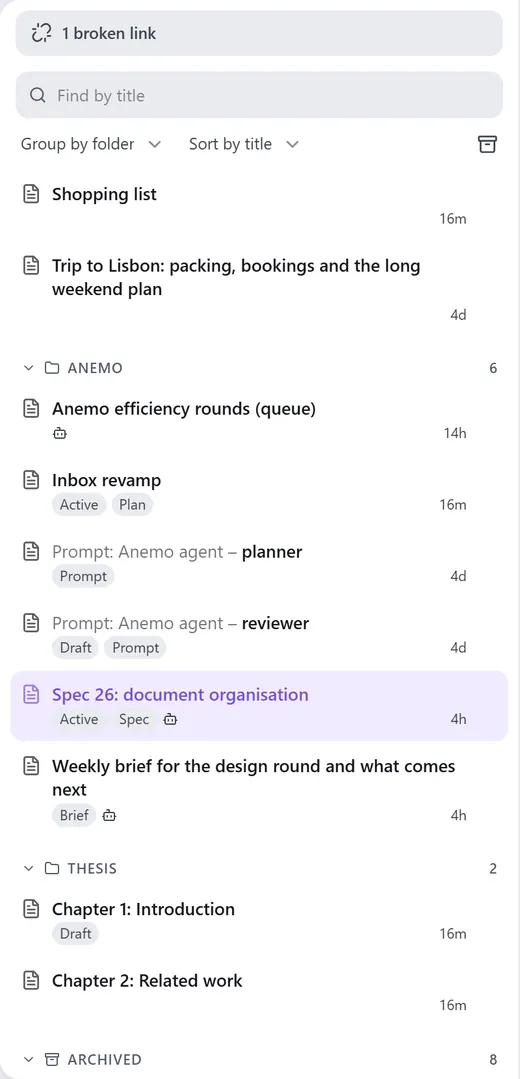 1 broken link
Find by title
Group by folder Sort by title
Shopping list
16m
Trip to Lisbon: packing, bookings and the long
weekend plan
4d
ANEMO 6
Anemo efficiency rounds (queue)
14h
Inbox revamp
Active Plan 16m
Prompt: Anemo agent – planner
Prompt 4d
Prompt: Anemo agent – reviewer
Draft Prompt 4d
Spec 26: document organisation
Active Spec 4h
Weekly brief for the design round and what comes
next
Brief 4h
THESIS 2
Chapter 1: Introduction
Draft 16m
Chapter 2: Related work
16m
ARCHIVED 8